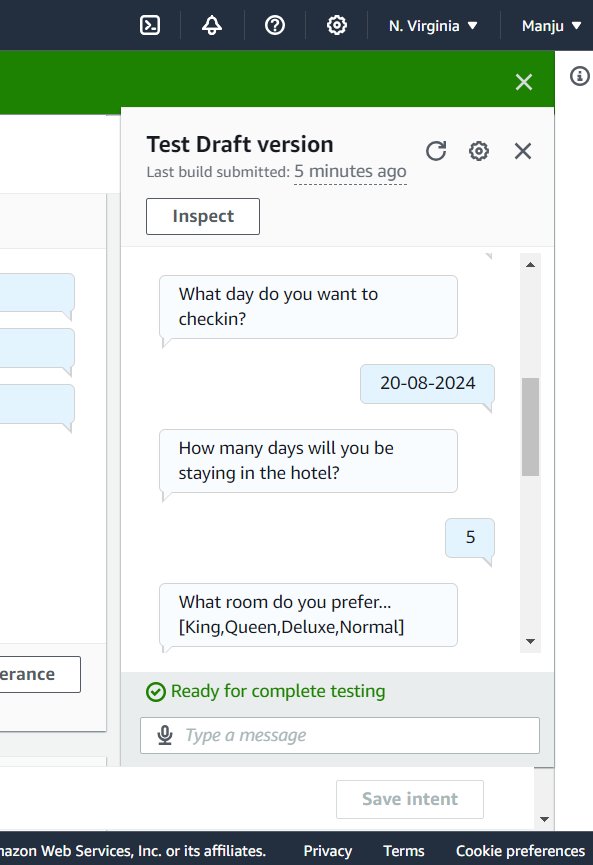 N. Virginia
Manju
Test Draft version
Last build submitted: 5 minutes ago
Inspect
What day do you want to
checkin?
20-08-2024
How many days will you be
staying in the hotel?
5
What room do you prefer...
[King,Queen,Deluxe,Normal]
erance
Ready for complete testing
Type a message
Save intent
mazon Web Services, Inc. or its affiliates.
Privacy
Terms
Cookie preferences